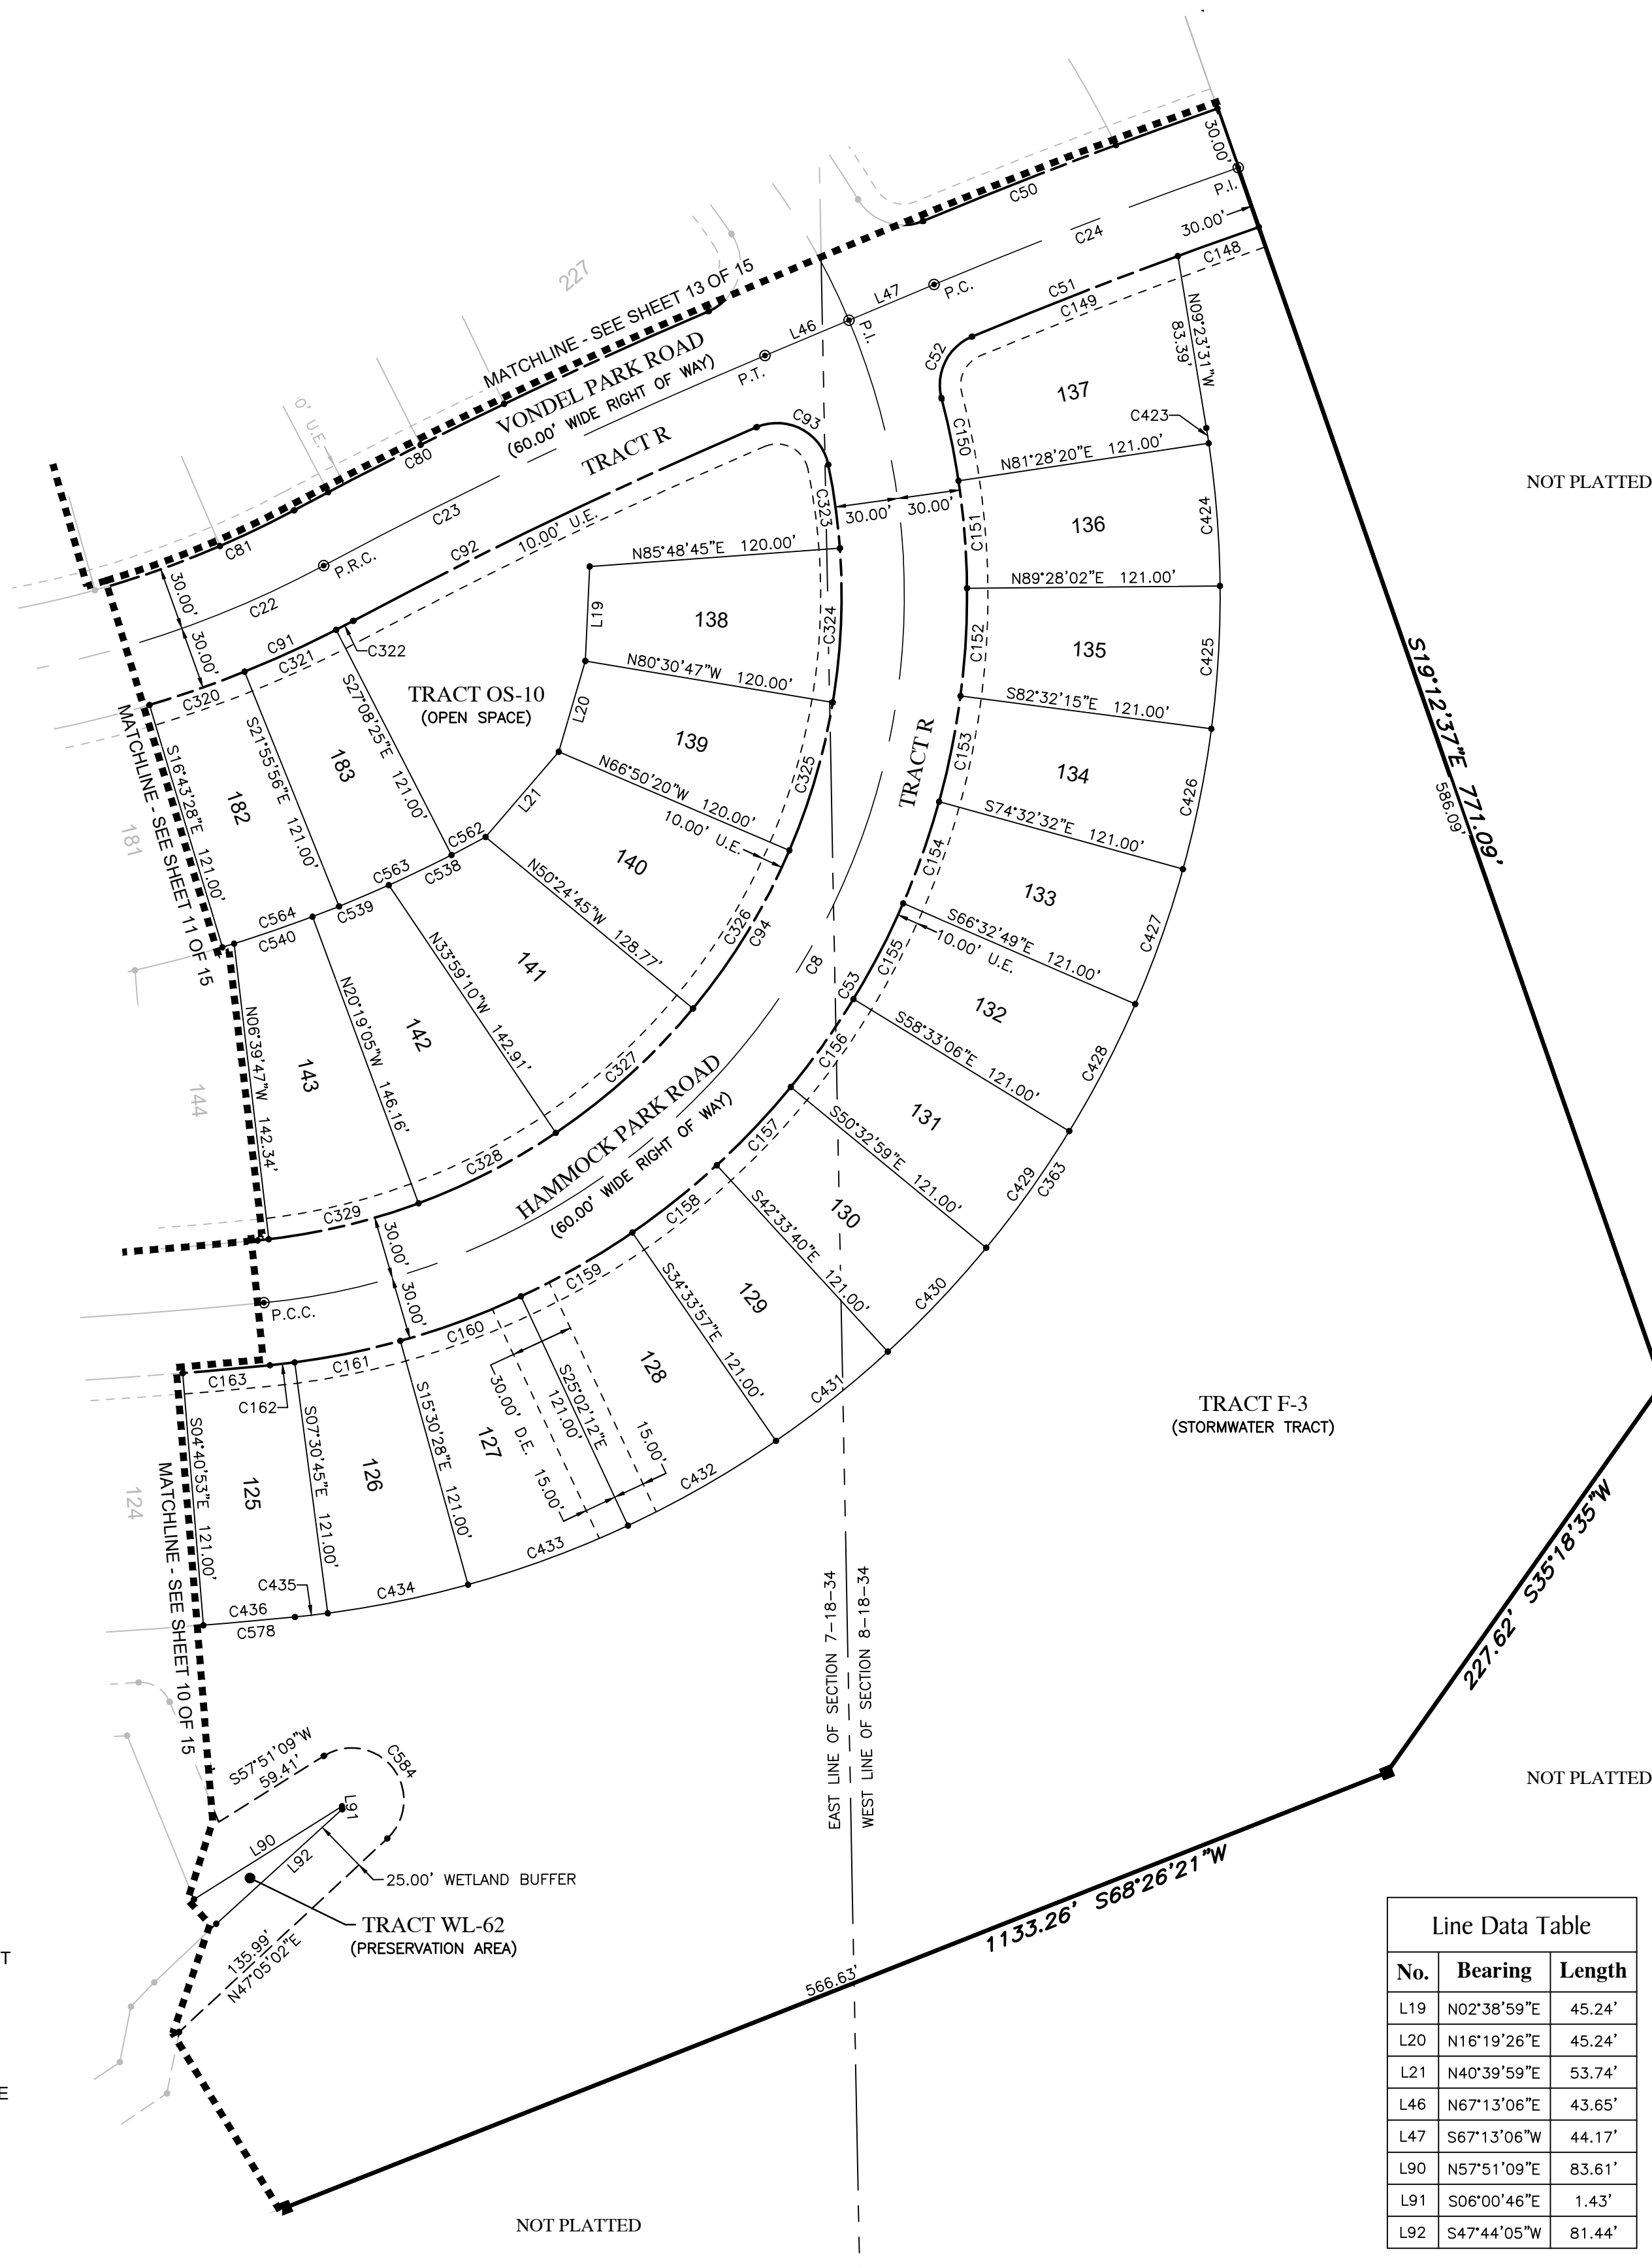 30.00'
P.I.
C50
C24
30.00'
C148
227
MATCHLINE - SEE SHEET 13 OF 15
L47
P.C.
C51
C149
L46
P.I.
P.T.
VONDEL PARK ROAD
(60.00' WIDE RIGHT OF WAY)
C52
N09°23'31"W
83.39'
137
C423
0' U.E.
C93
C150
N81°28'20"E 121.00'
C80
TRACT R
C23
C92
10.00' U.E.
C323
30.00'
30.00'
C151
136
C424
NOT PLATTED
C81
P.R.C.
30.00'
C22
30.00'
N85°48'45"E 120.00'
N89°28'02"E 121.00'
L19
138
C324
C152
135
C425
C91
C321
C322
C320
S27°08'25"E 121.00'
TRACT OS-10
(OPEN SPACE)
N80°30'47"W 120.00'
S82°32'15"E 121.00'
L20
139
MATCHLINE - SEE SHEET 11 OF 15
S16°43'28"E 121.00'
S21°55'56"E 121.00'
183
182
181
N66°50'20"W 120.00'
C325
TRACT R
C153
134
C426
S19°12'37"E 771.09'
586.09'
L21
10.00' U.E.
S74°32'32"E 121.00'
C562
C538
C563
C539
140
C154
133
C564
C540
N50°24'45"W 128.77'
C326
C94
S66°32'49"E 121.00'
C427
10.00' U.E.
N33°59'10"W 142.91'
141
C8
C53
C155
132
N20°19'05"W 146.16'
142
N06°39'47"W 142.34'
143
144
C327
C156
S58°33'06"E 121.00'
C428
HAMMOCK PARK ROAD
(60.00' WIDE RIGHT OF WAY)
131
C328
C157
S50°32'59"E 121.00'
C429
C363
C329
C158
130
30.00'
30.00'
S42°33'40"E 121.00'
C430
P.C.C.
C159
129
C160
S34°33'57"E 121.00'
C161
C163
C162
128
C431
S25°02'12"E
121.00'
30.00' D.E.
15.00'
15.00'
127
S15°30'28"E 121.00'
C432
TRACT F-3
(STORMWATER TRACT)
S07°30'45"E 121.00'
126
S04°40'53"E 121.00'
125
124
C433
C434
C435
C436
C578
MATCHLINE - SEE SHEET 10 OF 15
227.62' S35°18'35"W
EAST LINE OF SECTION 7-18-34
WEST LINE OF SECTION 8-18-34
S57°51'09"W
59.41'
C584
L91
L90
L92
25.00' WETLAND BUFFER
TRACT WL-62
(PRESERVATION AREA)
135.99'
N47°05'02"E
NOT PLATTED
1133.26' S68°26'21"W
566.63'
T
E
NOT PLATTED
Line Data Table
No. Bearing Length
L19 N02°38'59"E 45.24'
L20 N16°19'26"E 45.24'
L21 N40°39'59"E 53.74'
L46 N67°13'06"E 43.65'
L47 S67°13'06"W 44.17'
L90 N57°51'09"E 83.61'
L91 S06°00'46"E 1.43'
L92 S47°44'05"W 81.44'